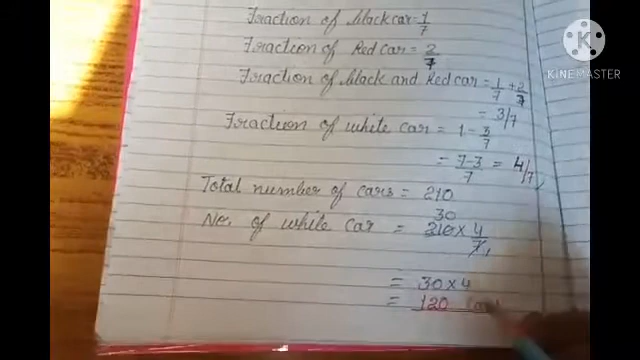 Fraction of black car = 1/7
Fraction of Red car = 2/7
Fraction of black and Red car = 1/7 + 2/7
= 3/7
Fraction of white car = 1 - 3/7
= 7-3/7 = 4/7
Total number of cars = 210
30
No. of white car = 210 × 4/7
= 30 × 4
= 120
KINEMASTER